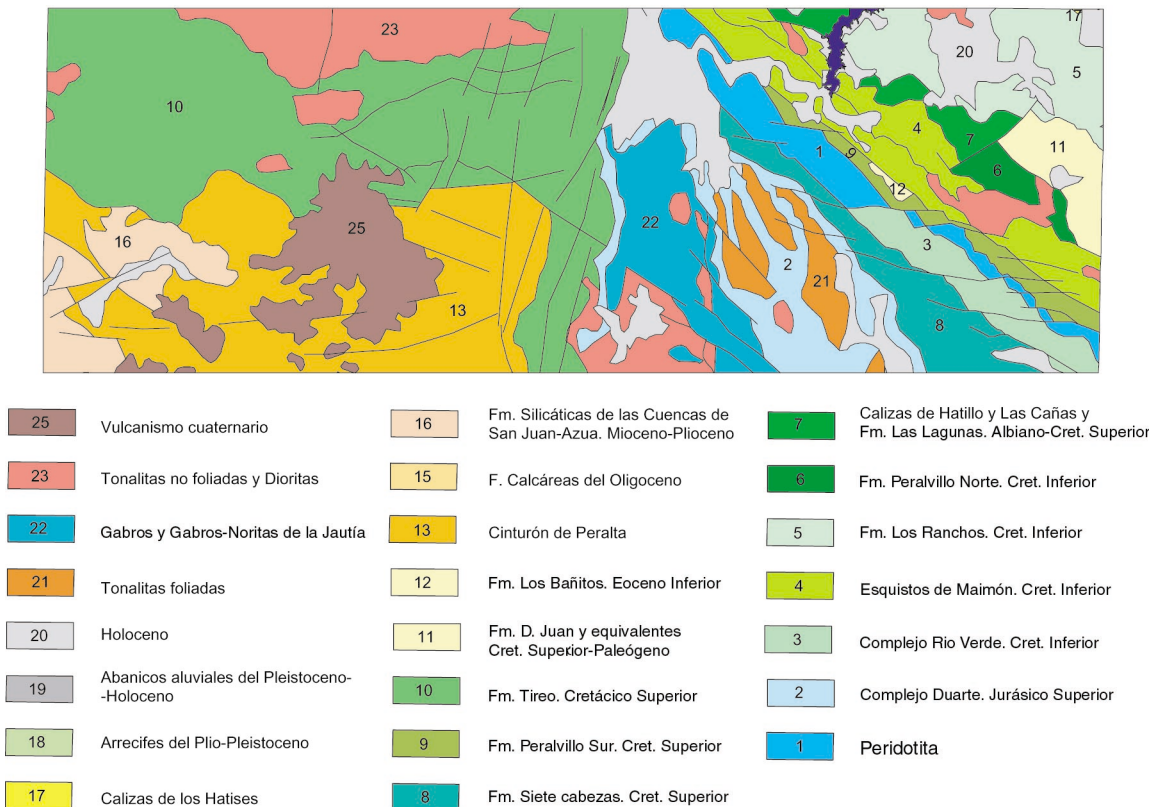 23
17
20
5
10
4
7
11
1
9
6
12
16
25
22
3
2
21
13
8
25 Vulcanismo cuaternario
23 Tonalitas no foliadas y Dioritas
22 Gabros y Gabros-Noritas de la Jautía
21 Tonalitas foliadas
20 Holoceno
19 Abanicos aluviales del Pleistoceno-
-Holoceno
18 Arrecifes del Plio-Pleistoceno
17 Calizas de los Hatises
16 Fm. Silicáticas de las Cuencas de
San Juan-Azua. Mioceno-Plioceno
15 F. Calcáreas del Oligoceno
13 Cinturón de Peralta
12 Fm. Los Bañitos. Eoceno Inferior
11 Fm. D. Juan y equivalentes
Cret. Superior-Paleógeno
10 Fm. Tireo. Cretácico Superior
9 Fm. Peralvillo Sur. Cret. Superior
8 Fm. Siete cabezas. Cret. Superior
7 Calizas de Hatillo y Las Cañas y
Fm. Las Lagunas. Albiano-Cret. Superior
6 Fm. Peralvillo Norte. Cret. Inferior
5 Fm. Los Ranchos. Cret. Inferior
4 Esquistos de Maimón. Cret. Inferior
3 Complejo Rio Verde. Cret. Inferior
2 Complejo Duarte. Jurásico Superior
1 Peridotita